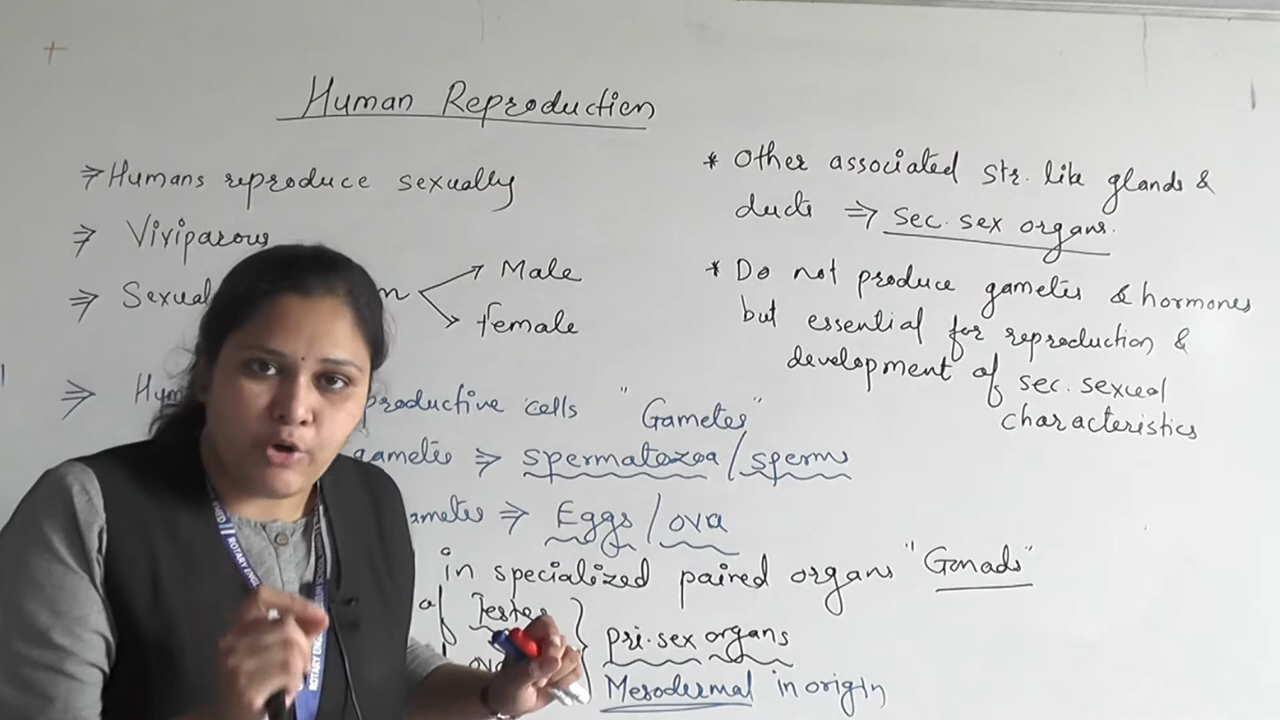 Human Reproduction
⇒ Humans reproduce sexually
⇒ Viviparous
⇒ Sexual
Male
female
⇒ productive cells "Gametes"
gametes ⇒ spermatozoa/sperms
⇒ Eggs/ova
in specialized paired organs "Gonads"
of Testes
pri. sex organs
Mesodermal in origin
* Other associated str. like glands &
ducts ⇒ sec. sex organs.
* Do not produce gametes & hormones
but essential for reproduction &
development of sec. sexual
characteristics
ROTARY
ROTARY